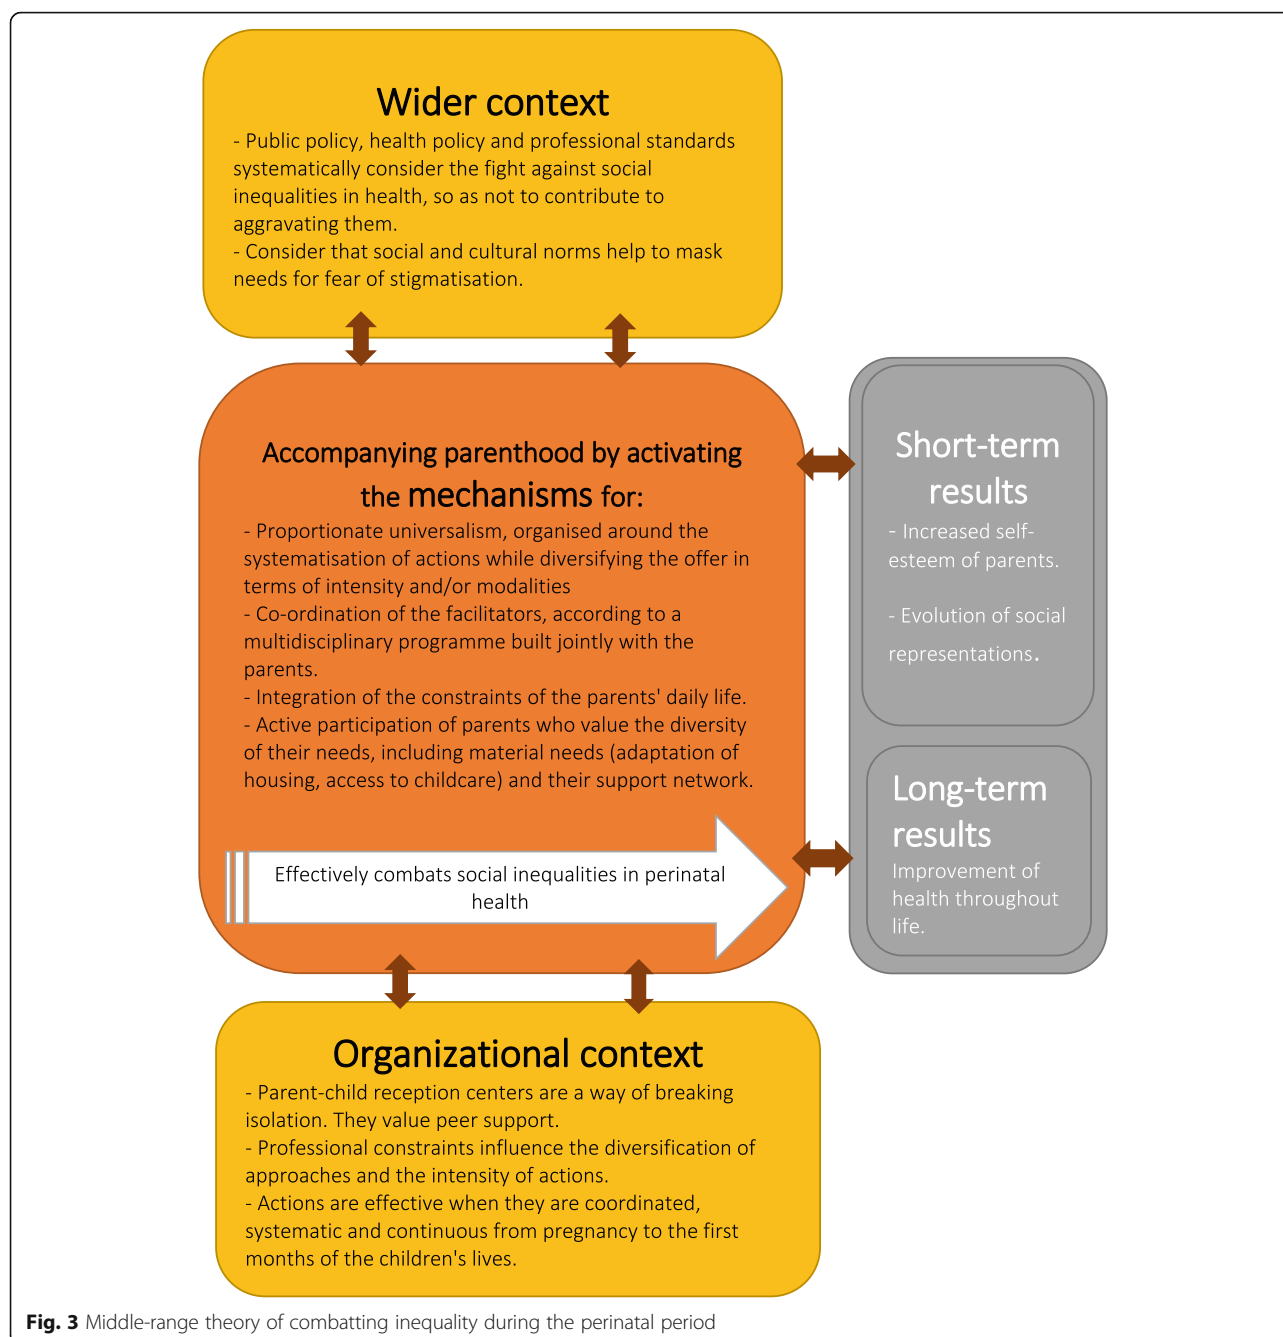 Wider context
- Public policy, health policy and professional standards
systematically consider the fight against social
inequalities in health, so as not to contribute to
aggravating them.
- Consider that social and cultural norms help to mask
needs for fear of stigmatisation.
Accompanying parenthood by activating
the mechanisms for:
- Proportionate universalism, organised around the
systematisation of actions while diversifying the offer in
terms of intensity and/or modalities
- Co-ordination of the facilitators, according to a
multidisciplinary programme built jointly with the
parents.
- Integration of the constraints of the parents' daily life.
- Active participation of parents who value the diversity
of their needs, including material needs (adaptation of
housing, access to childcare) and their support network.
Effectively combats social inequalities in perinatal
health
Short-term
results
- Increased self-
esteem of parents.
- Evolution of social
representations.
Long-term
results
Improvement of
health throughout
life.
Organizational context
- Parent-child reception centers are a way of breaking
isolation. They value peer support.
- Professional constraints influence the diversification of
approaches and the intensity of actions.
- Actions are effective when they are coordinated,
systematic and continuous from pregnancy to the first
months of the children's lives.
Fig. 3 Middle-range theory of combatting inequality during the perinatal period